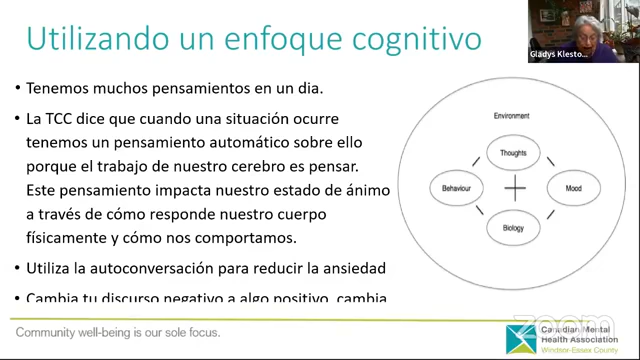 Utilizando un enfoque cognitivo
Gladys Klesto...
• Tenemos muchos pensamientos en un dia.
• La TCC dice que cuando una situación ocurre
tenemos un pensamiento automático sobre ello
porque el trabajo de nuestro cerebro es pensar.
Este pensamiento impacta nuestro estado de ánimo
a través de cómo responde nuestro cuerpo
físicamente y cómo nos comportamos.
• Utiliza la autoconversación para reducir la ansiedad
• Cambia tu discurso negativo a algo positivo, cambia
Environment
Thoughts
Behaviour
Mood
Biology
Community well-being is our sole focus.
zoom
Canadian Mental
Health Association
Windsor-Essex County